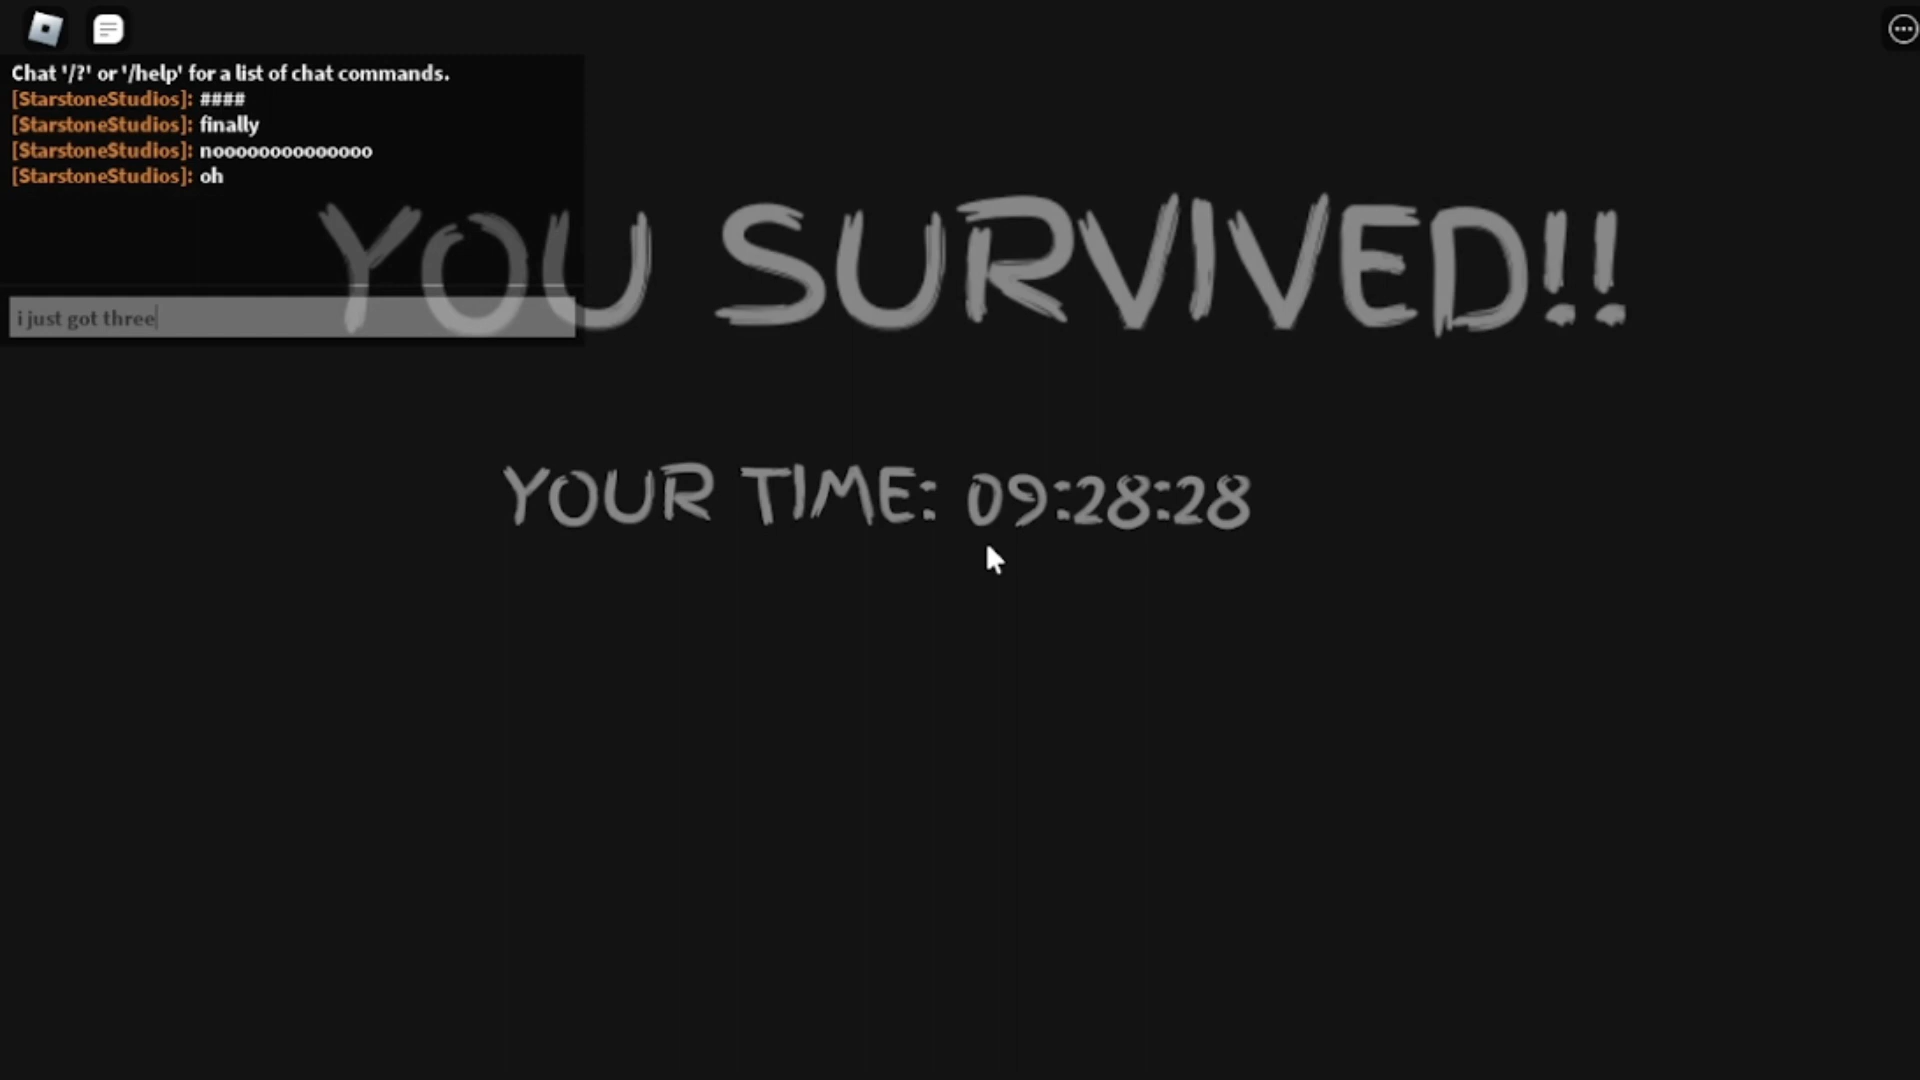 Chat '/?' or '/help' for a list of chat commands.
[StarstoneStudios]: ####
[StarstoneStudios]: finally
[StarstoneStudios]: noooooooooooooo
[StarstoneStudios]: oh
YOU SURVIVED!!
i just got three
YOUR TIME: 09:28:28